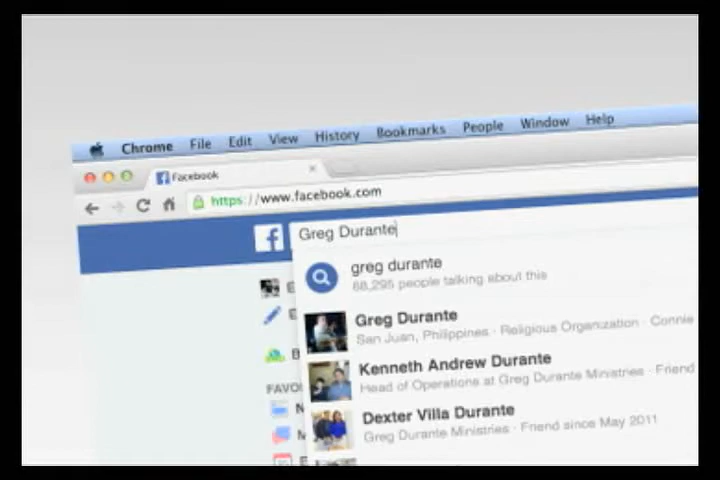 Chrome File Edit View History Bookmarks People Window Help
Facebook
https://www.facebook.com
Greg Durante
greg durante
68,295 people talking about this
Greg Durante
San Juan, Philippines · Religious Organization · Connie
Kenneth Andrew Durante
Head of Operations at Greg Durante Ministries · Friend
Dexter Villa Durante
Greg Durante Ministries · Friend since May 2011
FAVO